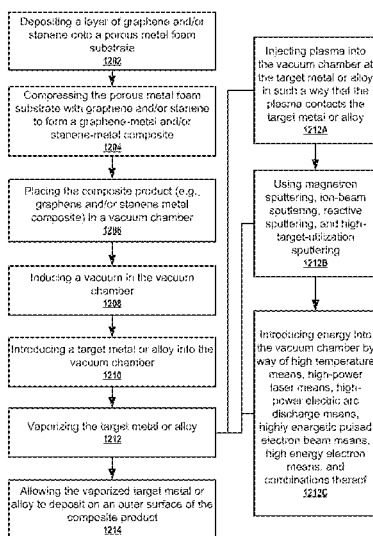 Depositing a layer of graphene and/or
stanene onto a porous metal foam
substrate
1202
Compressing the porous metal foam
substrate with graphene and/or stanene
to form a graphene-metal and/or
stanene-metal composite
1204
Placing the composite product (e.g.,
graphene and/or stanene metal
composite) in a vacuum chamber
1206
Inducing a vacuum in the vacuum
chamber
1208
Introducing a target metal or alloy into the
vacuum chamber
1210
Vaporizing the target metal or alloy
1212
Allowing the vaporized target metal or
alloy to deposit on an outer surface of the
composite product
1214
Injecting plasma into
the vacuum chamber at
the target metal or alloy
in such a way that the
plasma contacts the
target metal or alloy
1212A
Using magnetron
sputtering, ion-beam
sputtering, reactive
sputtering, and high-
target-utilization
sputtering
1212B
Introducing energy into
the vacuum chamber by
way of high temperature
means, high-power
laser means, high-
power electric arc
discharge means,
highly energetic pulsed
electron beam means,
high energy electron
means, and
combinations thereof
1212C